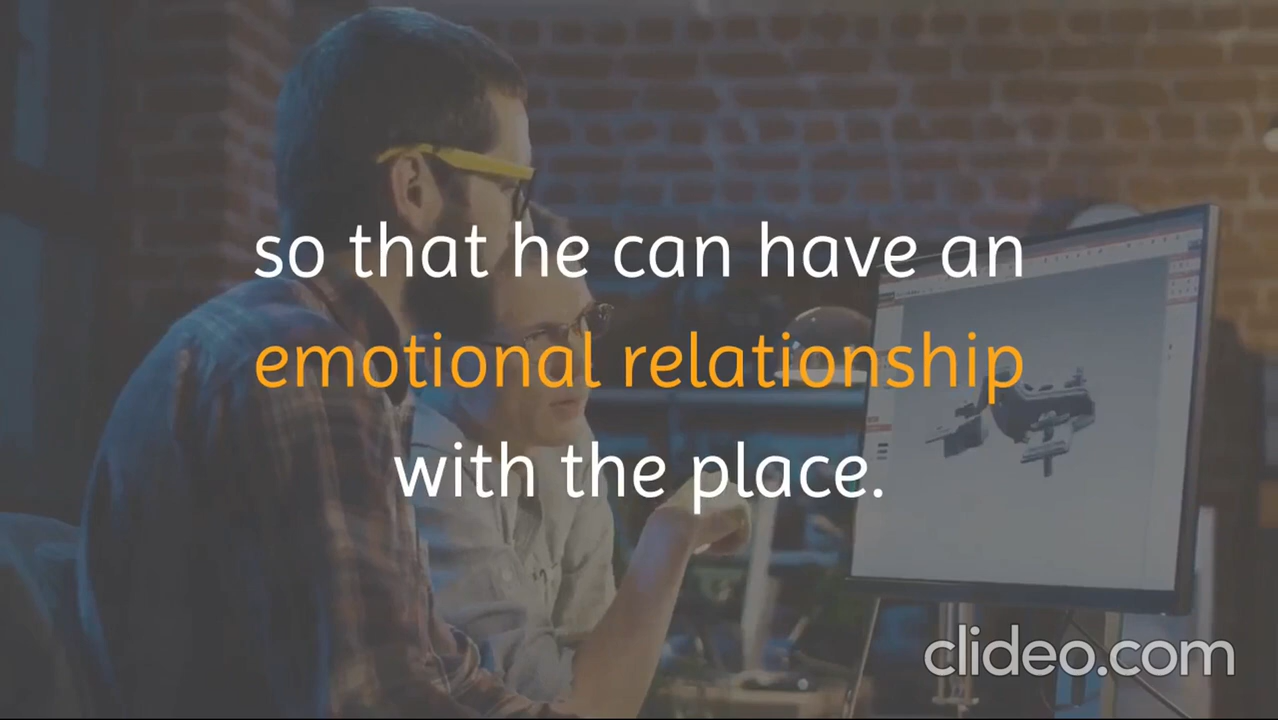 so that he can have an
emotional relationship
with the place.
clideo.com